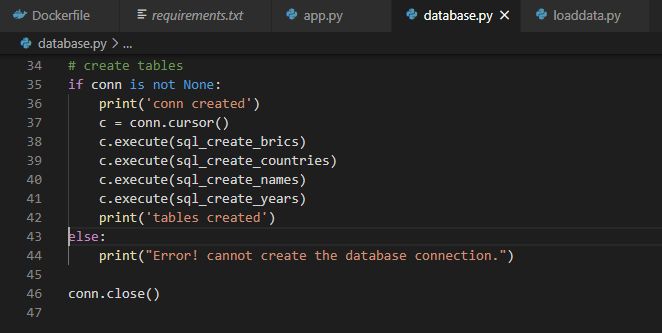 Dockerfile requirements.txt app.py database.py loaddata.py
database.py > ...
34 # create tables
35 if conn is not None:
36     print('conn created')
37     c = conn.cursor()
38     c.execute(sql_create_brics)
39     c.execute(sql_create_countries)
40     c.execute(sql_create_names)
41     c.execute(sql_create_years)
42     print('tables created')
43 else:
44     print("Error! cannot create the database connection.")
45
46 conn.close()
47